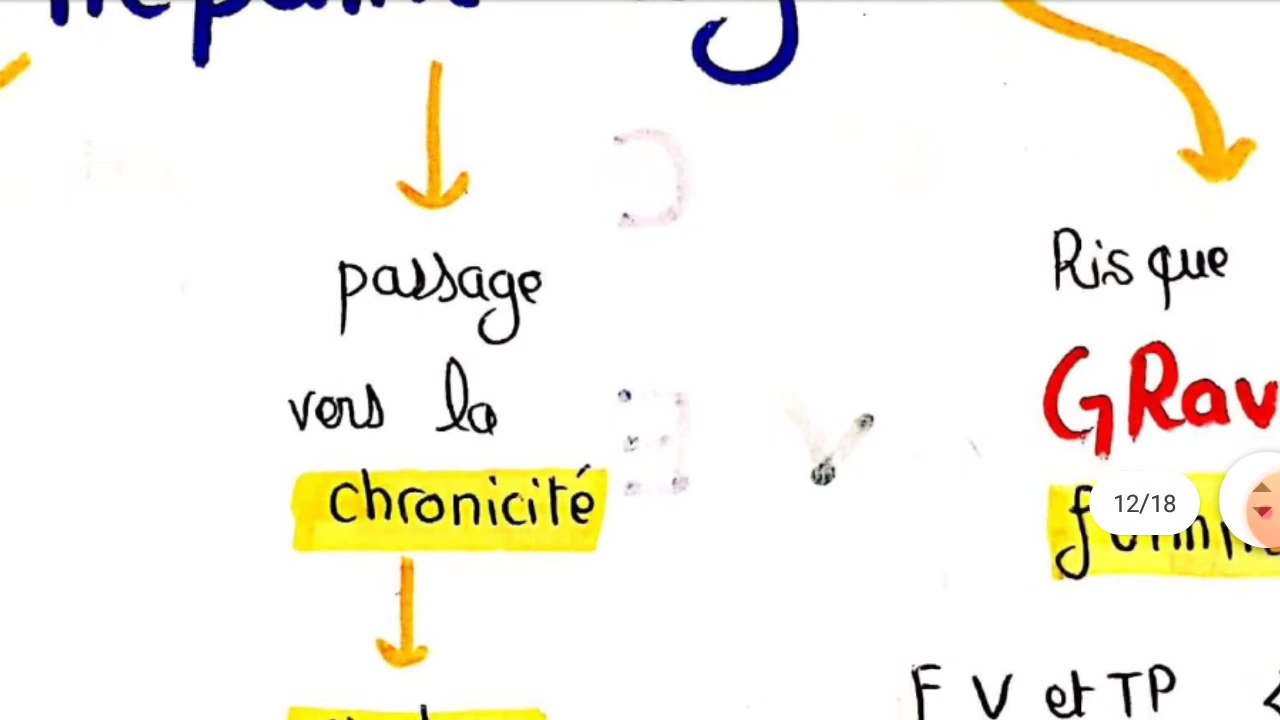 passage
vers la
chronicité
Risque
GRav
12/18
F V et TP <